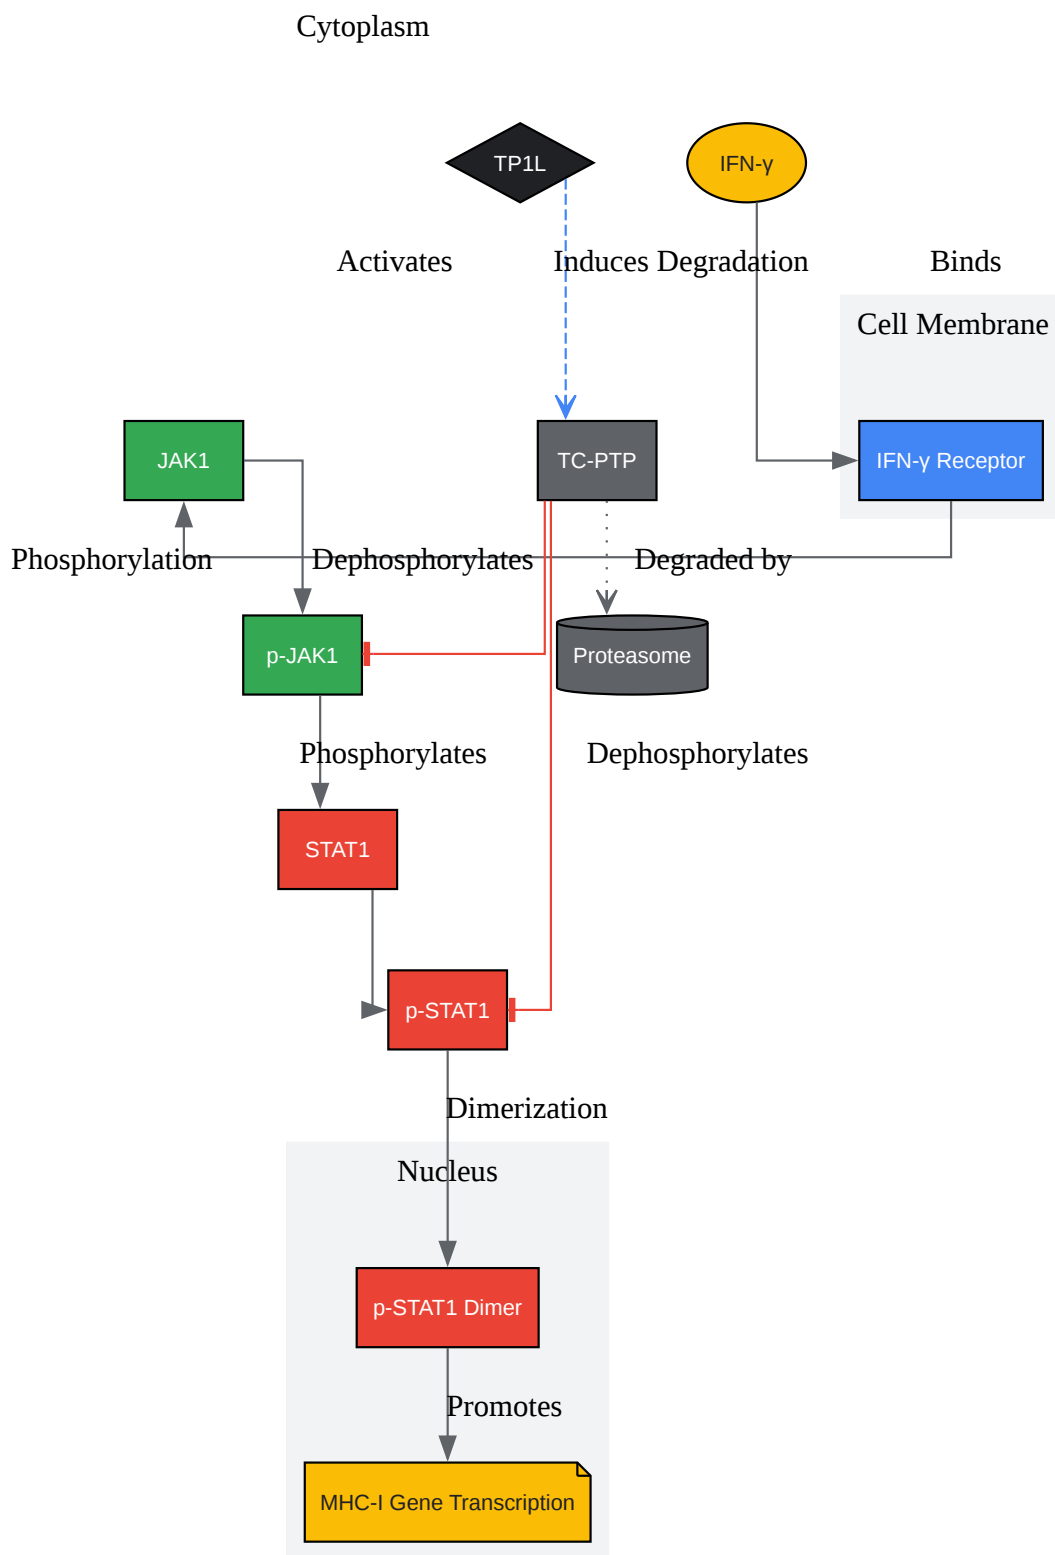 Cytoplasm
TP1L
IFN-γ
Activates
Induces Degradation
Binds
Cell Membrane
JAK1
TC-PTP
IFN-γ Receptor
Phosphorylation
Dephosphorylates
Degraded by
p-JAK1
Proteasome
Phosphorylates
Dephosphorylates
STAT1
p-STAT1
Dimerization
Nucleus
p-STAT1 Dimer
Promotes
MHC-I Gene Transcription